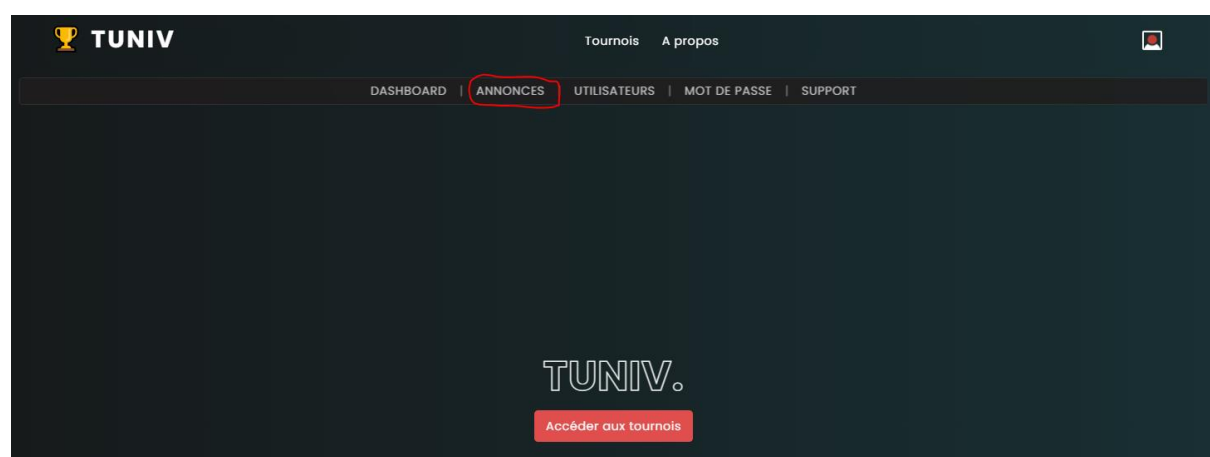 TUNIV Tournois A propos
DASHBOARD | ANNONCES UTILISATEURS | MOT DE PASSE | SUPPORT
TUNIV.
Accéder aux tournois